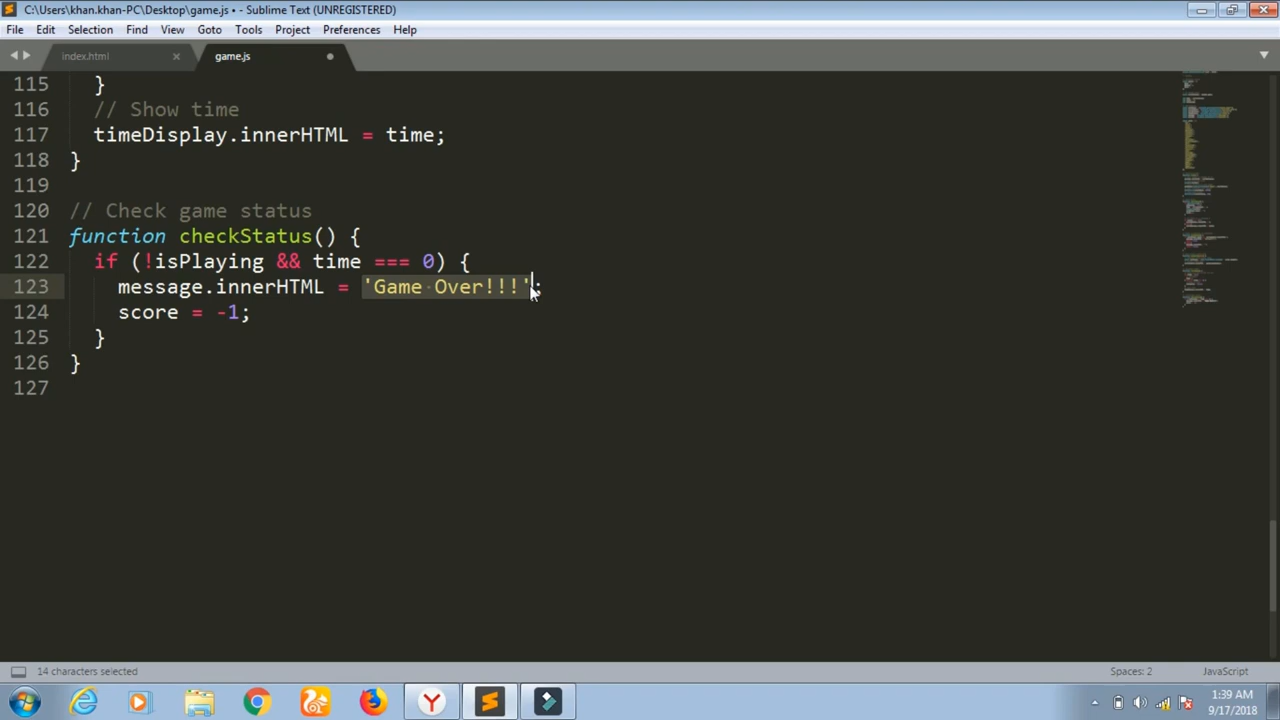 C:\Users\khan.khan-PC\Desktop\game.js • - Sublime Text (UNREGISTERED)
File Edit Selection Find View Goto Tools Project Preferences Help
index.html game.js
115 }
116 // Show time
117 timeDisplay.innerHTML = time;
118 }
119
120 // Check game status
121 function checkStatus() {
122 if (!isPlaying && time === 0) {
123 message.innerHTML = 'Game Over!!!';
124 score = -1;
125 }
126 }
127
14 characters selected Spaces: 2 JavaScript
1:39 AM
9/17/2018